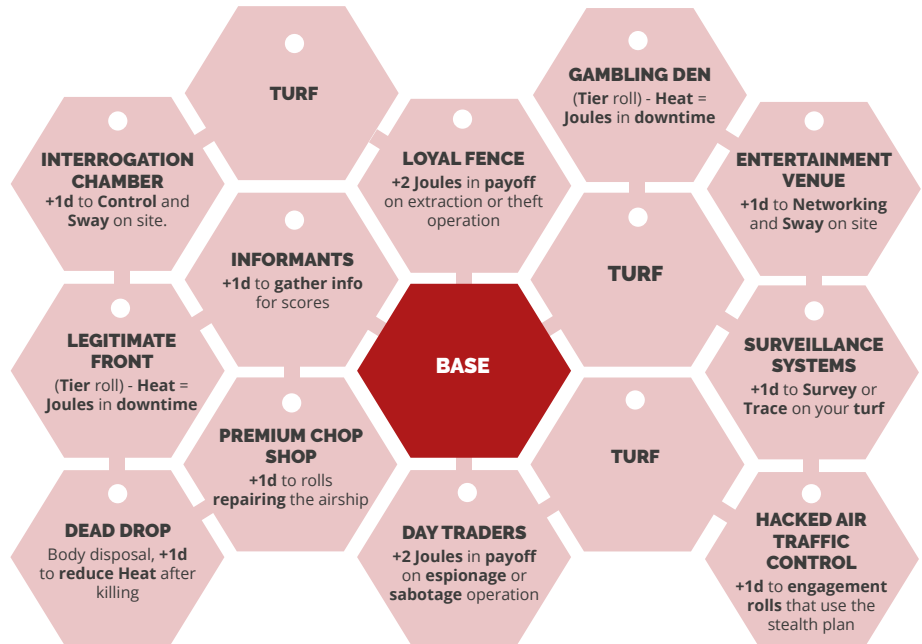 TURF
GAMBLING DEN
(Tier roll) - Heat =
Joules in downtime
INTERROGATION
CHAMBER
+1d to Control and
Sway on site.
LOYAL FENCE
+2 Joules in payoff
on extraction or theft
operation
ENTERTAINMENT
VENUE
+1d to Networking
and Sway on site
INFORMANTS
+1d to gather info
for scores
TURF
LEGITIMATE
FRONT
(Tier roll) - Heat =
Joules in downtime
BASE
SURVEILLANCE
SYSTEMS
+1d to Survey or
Trace on your turf
PREMIUM CHOP
SHOP
+1d to rolls
repairing the airship
TURF
DEAD DROP
Body disposal, +1d
to reduce Heat after
killing
DAY TRADERS
+2 Joules in payoff
on espionage or
sabotage operation
HACKED AIR
TRAFFIC
CONTROL
+1d to engagement
rolls that use the
stealth plan